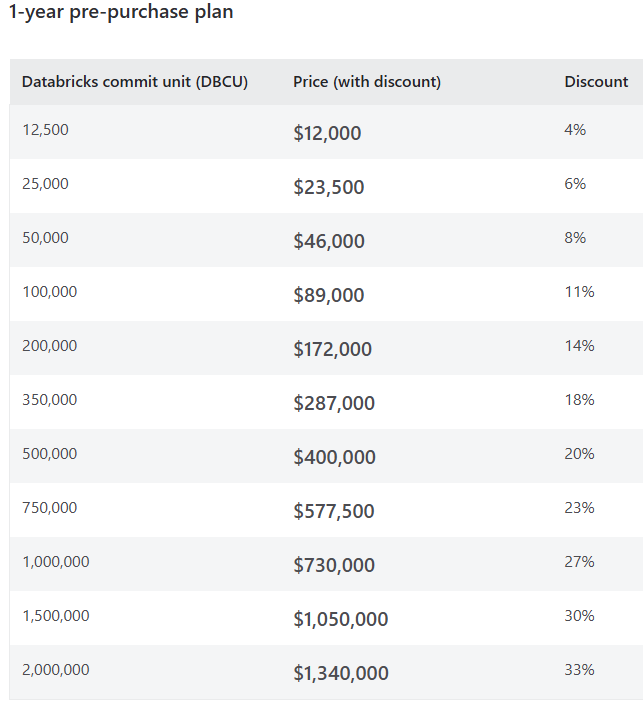 1-year pre-purchase plan
Databricks commit unit (DBCU) Price (with discount) Discount
12,500 $12,000 4%
25,000 $23,500 6%
50,000 $46,000 8%
100,000 $89,000 11%
200,000 $172,000 14%
350,000 $287,000 18%
500,000 $400,000 20%
750,000 $577,500 23%
1,000,000 $730,000 27%
1,500,000 $1,050,000 30%
2,000,000 $1,340,000 33%